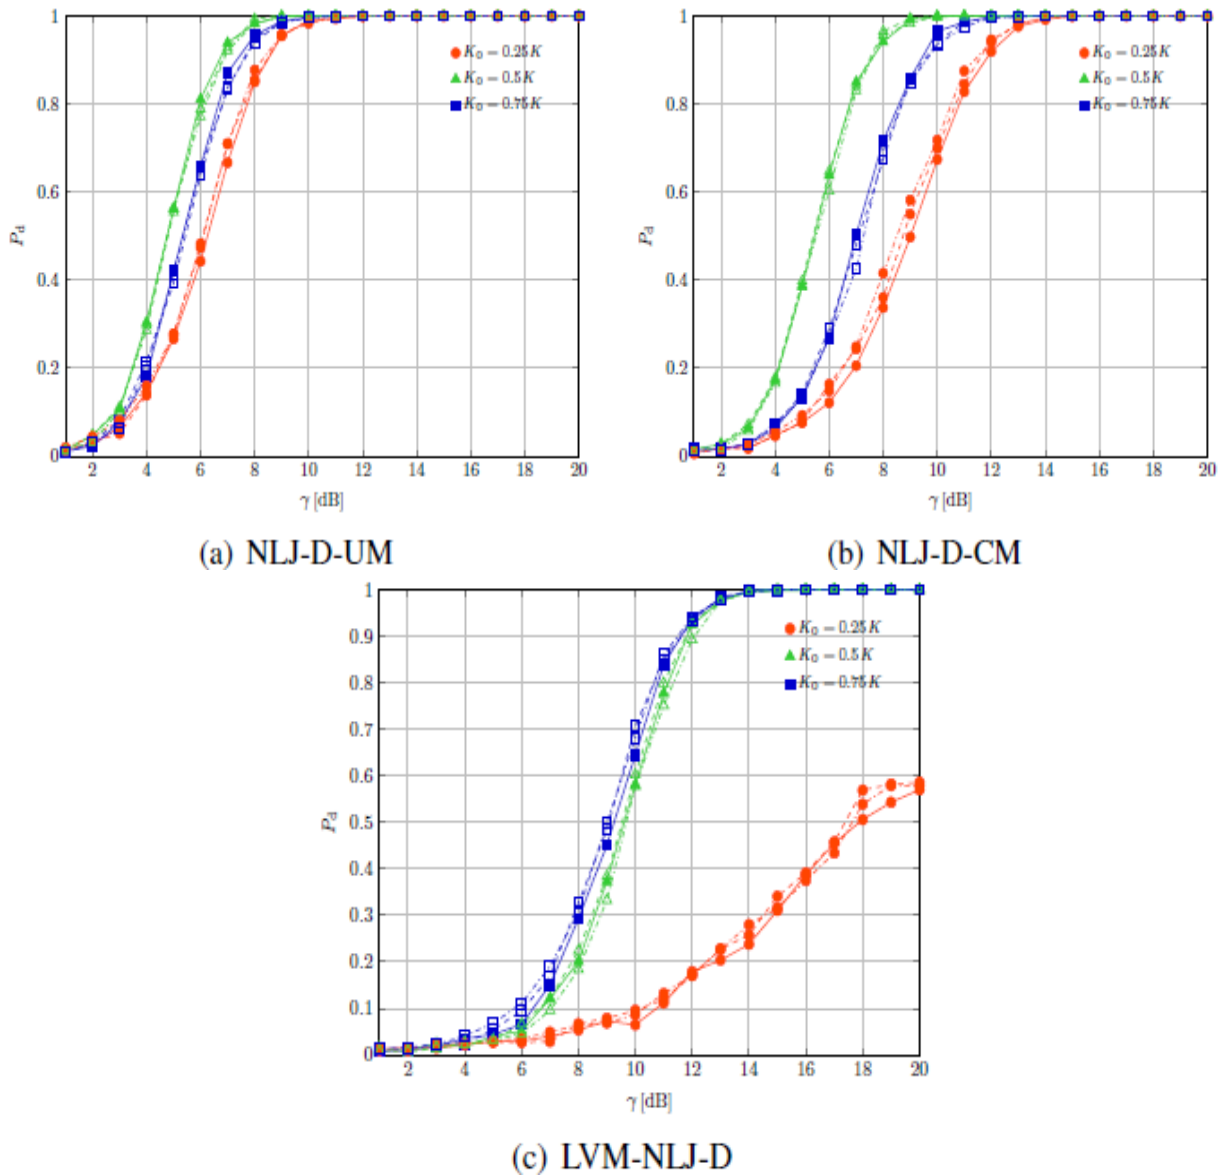 1
0.8
0.6
0.4
0.2
0
P_d
K_0 = 0.25K
K_0 = 0.5K
K_0 = 0.75K
2 4 6 8 10 12 14 16 18 20
γ [dB]
(a) NLJ-D-UM
1
0.8
0.6
0.4
0.2
0
P_d
K_0 = 0.25K
K_0 = 0.5K
K_0 = 0.75K
2 4 6 8 10 12 14 16 18 20
γ [dB]
(b) NLJ-D-CM
1
0.9
0.8
0.7
0.6
0.5
0.4
0.3
0.2
0.1
0
P_d
K_0 = 0.25K
K_0 = 0.5K
K_0 = 0.75K
2 4 6 8 10 12 14 16 18 20
γ [dB]
(c) LVM-NLJ-D